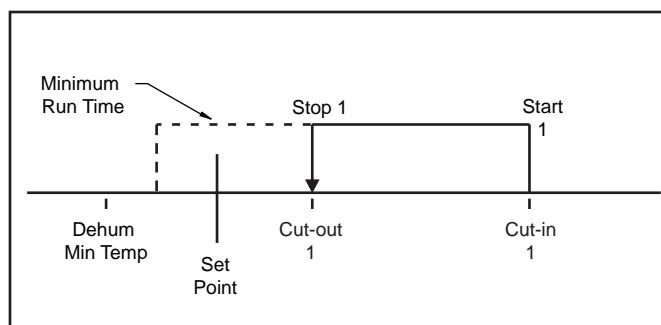 Minimum
Run Time
Stop 1
Start
1
Dehum
Min Temp
Set
Point
Cut-out
1
Cut-in
1